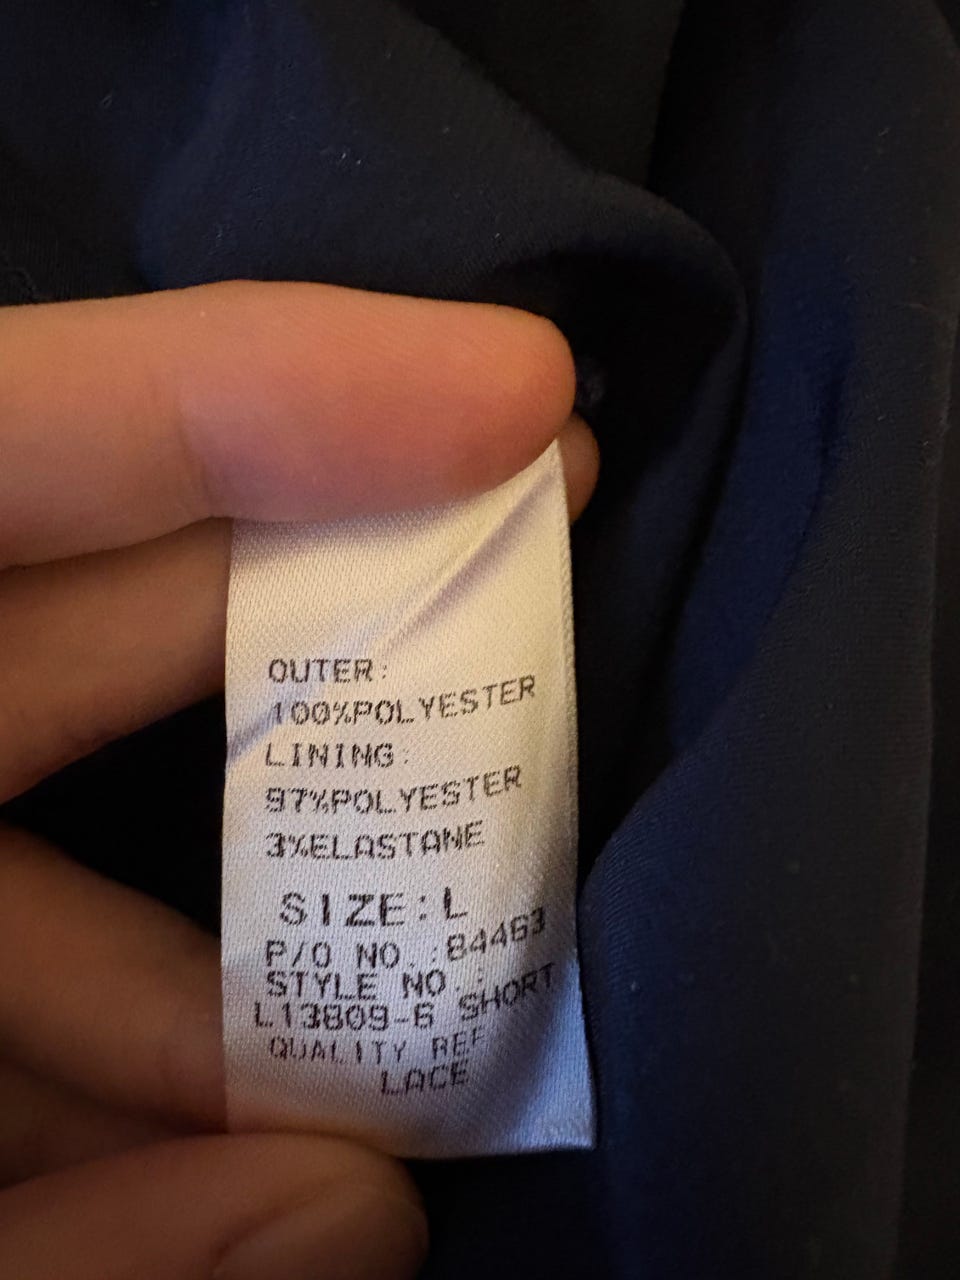 OUTER:
100%POLYESTER
LINING:
97%POLYESTER
3%ELASTANE
SIZE:L
P/O NO.:84463
STYLE NO.:
L13809-6 SHORT
QUALITY REF
LACE